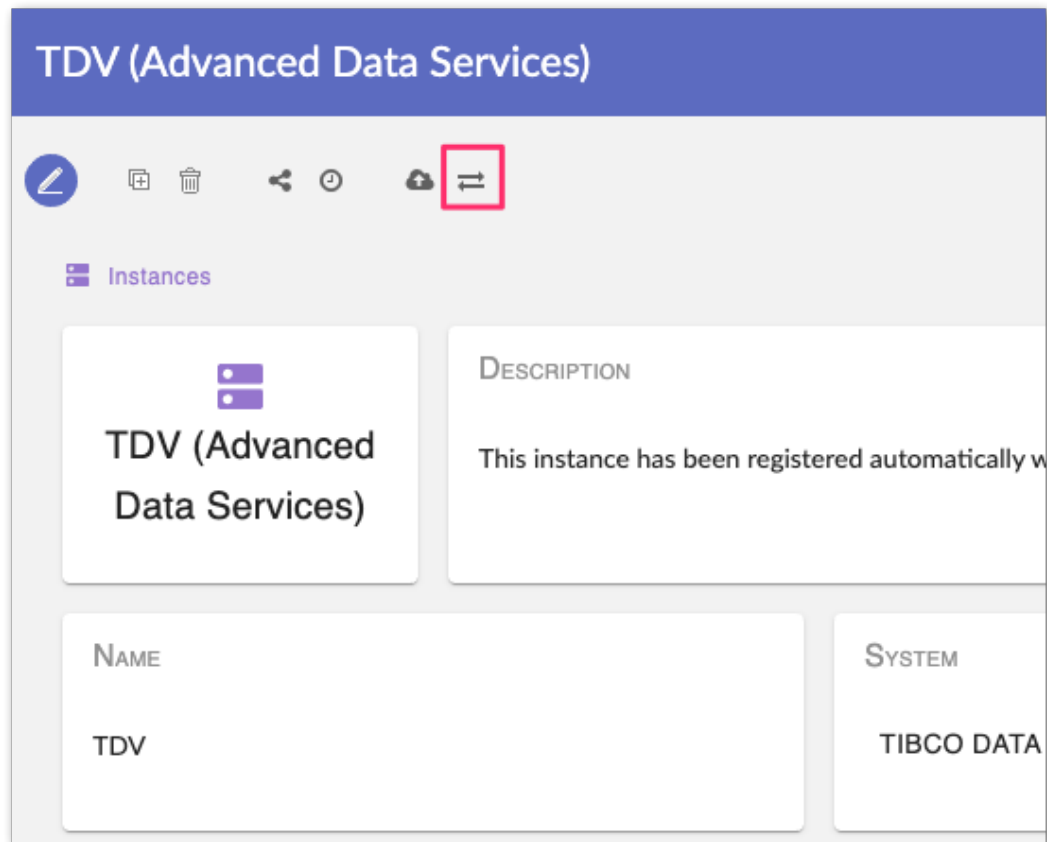 TDV (Advanced Data Services)
Instances
TDV (Advanced
Data Services)
DESCRIPTION
This instance has been registered automatically
NAME
TDV
SYSTEM
TIBCO DATA